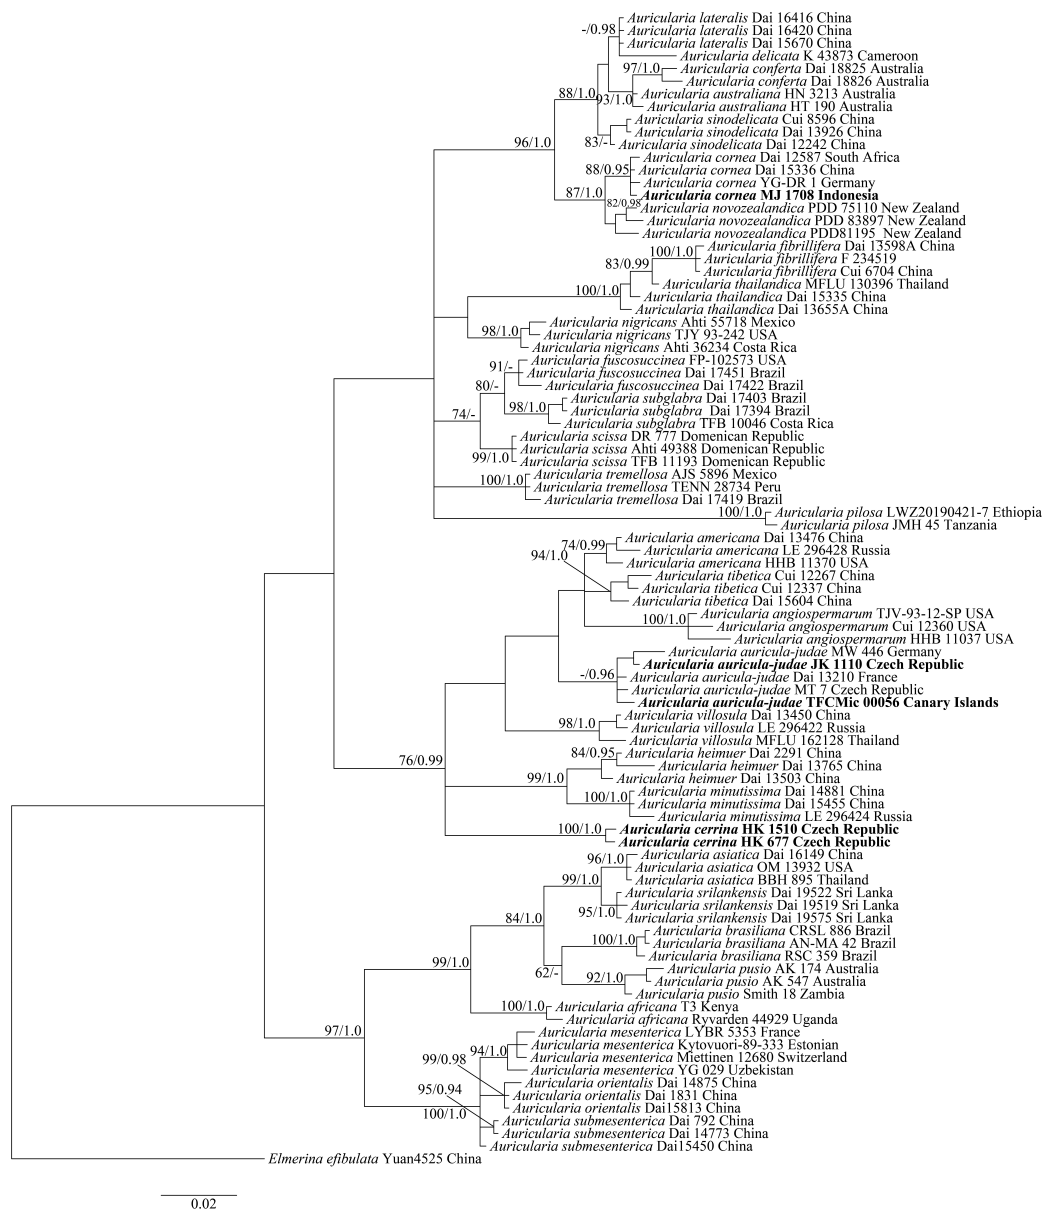 Auricularia lateralis Dai 16416 China
-/0.98
Auricularia lateralis Dai 16420 China
Auricularia lateralis Dai 15670 China
Auricularia delicata K 43873 Cameroon
97/1.0
Auricularia conferta Dai 18825 Australia
Auricularia conferta Dai 18826 Australia
88/1.0
93/1.0
Auricularia australiana HN 3213 Australia
Auricularia australiana HT 190 Australia
Auricularia sinodelicata Cui 8596 China
Auricularia sinodelicata Dai 13926 China
96/1.0
83/-
Auricularia sinodelicata Dai 12242 China
Auricularia cornea Dai 12587 South Africa
88/0.95
Auricularia cornea Dai 15336 China
Auricularia cornea YG-DR 1 Germany
87/1.0
Auricularia cornea MJ 1708 Indonesia
82/0.98
Auricularia novozealandica PDD 75110 New Zealand
Auricularia novozealandica PDD 83897 New Zealand
Auricularia novozealandica PDD81195 New Zealand
Auricularia fibrillifera Dai 13598A China
100/1.0
Auricularia fibrillifera F 234519
83/0.99
Auricularia fibrillifera Cui 6704 China
Auricularia thailandica MFLU 130396 Thailand
100/1.0
Auricularia thailandica Dai 15335 China
Auricularia thailandica Dai 13655A China
Auricularia nigricans Ahti 55718 Mexico
98/1.0
Auricularia nigricans TJY 93-242 USA
Auricularia nigricans Ahti 36234 Costa Rica
Auricularia fuscosuccinea FP-102573 USA
91/-
Auricularia fuscosuccinea Dai 17451 Brazil
80/-
Auricularia fuscosuccinea Dai 17422 Brazil
Auricularia subglabra Dai 17403 Brazil
98/1.0
Auricularia subglabra Dai 17394 Brazil
74/-
Auricularia subglabra TFB 10046 Costa Rica
Auricularia scissa DR 777 Domenican Republic
Auricularia scissa Ahti 49388 Domenican Republic
99/1.0
Auricularia scissa TFB 11193 Domenican Republic
Auricularia tremellosa AJS 5896 Mexico
100/1.0
Auricularia tremellosa TENN 28734 Peru
Auricularia tremellosa Dai 17419 Brazil
100/1.0
Auricularia pilosa LWZ20190421-7 Ethiopia
Auricularia pilosa JMH 45 Tanzania
Auricularia americana Dai 13476 China
74/0.99
Auricularia americana LE 296428 Russia
94/1.0
Auricularia americana HHB 11370 USA
Auricularia tibetica Cui 12267 China
Auricularia tibetica Cui 12337 China
Auricularia tibetica Dai 15604 China
Auricularia angiospermarum TJV-93-12-SP USA
100/1.0
Auricularia angiospermarum Cui 12360 USA
Auricularia angiospermarum HHB 11037 USA
Auricularia auricula-judae MW 446 Germany
Auricularia auricula-judae JK 1110 Czech Republic
-/0.96
Auricularia auricula-judae Dai 13210 France
Auricularia auricula-judae MT 7 Czech Republic
Auricularia auricula-judae TFCMic 00056 Canary Islands
Auricularia villosula Dai 13450 China
98/1.0
Auricularia villosula LE 296422 Russia
Auricularia villosula MFLU 162128 Thailand
84/0.95
Auricularia heimuer Dai 2291 China
76/0.99
Auricularia heimuer Dai 13765 China
99/1.0
Auricularia heimuer Dai 13503 China
Auricularia minutissima Dai 14881 China
100/1.0
Auricularia minutissima Dai 15455 China
Auricularia minutissima LE 296424 Russia
100/1.0
Auricularia cerrina HK 1510 Czech Republic
Auricularia cerrina HK 677 Czech Republic
Auricularia asiatica Dai 16149 China
96/1.0
Auricularia asiatica OM 13932 USA
99/1.0
Auricularia asiatica BBH 895 Thailand
Auricularia srilankensis Dai 19522 Sri Lanka
Auricularia srilankensis Dai 19519 Sri Lanka
95/1.0
Auricularia srilankensis Dai 19575 Sri Lanka
84/1.0
Auricularia brasiliana CRSL 886 Brazil
100/1.0
Auricularia brasiliana AN-MA 42 Brazil
Auricularia brasiliana RSC 359 Brazil
99/1.0
62/-
Auricularia pusio AK 174 Australia
92/1.0
Auricularia pusio AK 547 Australia
Auricularia pusio Smith 18 Zambia
100/1.0
Auricularia africana T3 Kenya
Auricularia africana Ryvarden 44929 Uganda
97/1.0
Auricularia mesenterica LYBR 5353 France
Auricularia mesenterica Kytovuori-89-333 Estonian
94/1.0
Auricularia mesenterica Miettinen 12680 Switzerland
99/0.98
Auricularia mesenterica YG 029 Uzbekistan
Auricularia orientalis Dai 14875 China
95/0.94
Auricularia orientalis Dai 1831 China
100/1.0
Auricularia orientalis Dai15813 China
Auricularia submesenterica Dai 792 China
Auricularia submesenterica Dai 14773 China
Auricularia submesenterica Dai15450 China
Elmerina efibulata Yuan4525 China
0.02